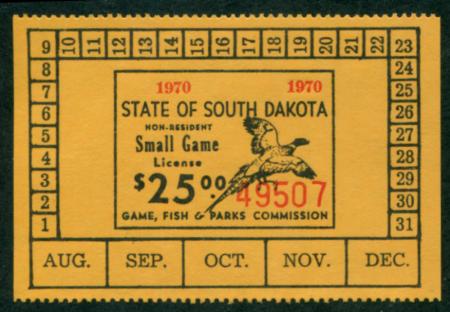 9 10 11 12 13 14 15 16 17 18 19 20 21 22 23
8 24
7 25
6 26
5 27
4 28
3 29
2 30
1 31
1970 1970
STATE OF SOUTH DAKOTA
NON-RESIDENT
Small Game
License
$25.00
49507
GAME, FISH & PARKS COMMISSION
AUG. SEP. OCT. NOV. DEC.